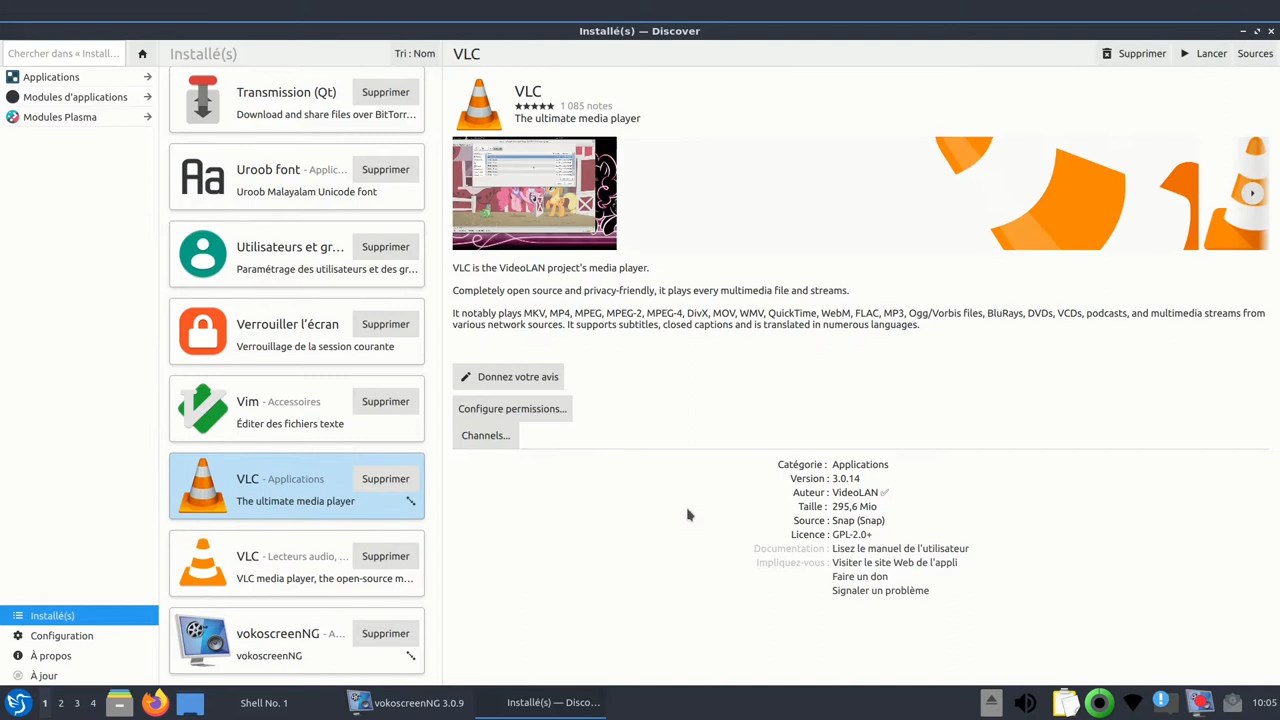 Installé(s) — Discover
Chercher dans « Install...
Installé(s)
Tri : Nom
VLC
Supprimer
Lancer
Sources
Applications
Modules d'applications
Modules Plasma
Transmission (Qt)
Supprimer
Download and share files over BitTorr...
Aa
Uroob font - Applic...
Supprimer
Uroob Malayalam Unicode font
Utilisateurs et gr...
Supprimer
Paramétrage des utilisateurs et des gr...
Verrouiller l'écran
Supprimer
Verrouillage de la session courante
Vim - Accessoires
Supprimer
Éditer des fichiers texte
VLC - Applications
Supprimer
The ultimate media player
VLC - Lecteurs audio, ...
Supprimer
VLC media player, the open-source m...
vokoscreenNG - A...
Supprimer
vokoscreenNG
VLC
1 085 notes
The ultimate media player
VLC is the VideoLAN project's media player.
Completely open source and privacy-friendly, it plays every multimedia file and streams.
It notably plays MKV, MP4, MPEG, MPEG-2, MPEG-4, DivX, MOV, WMV, QuickTime, WebM, FLAC, MP3, Ogg/Vorbis files, BluRays, DVDs, VCDs, podcasts, and multimedia streams from
various network sources. It supports subtitles, closed captions and is translated in numerous languages.
Donnez votre avis
Configure permissions...
Channels...
Catégorie : Applications
Version : 3.0.14
Auteur : VideoLAN ✅
Taille : 295,6 Mio
Source : Snap (Snap)
Licence : GPL-2.0+
Documentation : Lisez le manuel de l'utilisateur
Impliquez-vous : Visiter le site Web de l'appli
Faire un don
Signaler un problème
Installé(s)
Configuration
À propos
À jour
1 2 3 4
Shell No. 1
vokoscreenNG 3.0.9
Installé(s) — Disco...
10:05